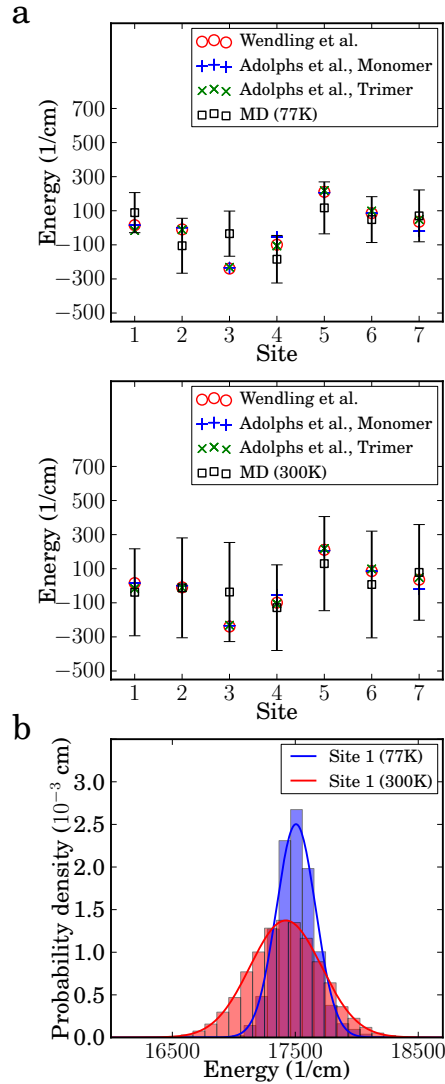 a
Wendling et al.
Adolphs et al., Monomer
Adolphs et al., Trimer
MD (77K)
700
500
300
100
−100
−300
−500
Energy (1/cm)
1 2 3 4 5 6 7
Site
Wendling et al.
Adolphs et al., Monomer
Adolphs et al., Trimer
MD (300K)
700
500
300
100
−100
−300
−500
Energy (1/cm)
1 2 3 4 5 6 7
Site
b
Site 1 (77K)
Site 1 (300K)
3.0
2.5
2.0
1.5
1.0
0.5
0.0
Probability density (10⁻³ cm)
16500 17500 18500
Energy (1/cm)